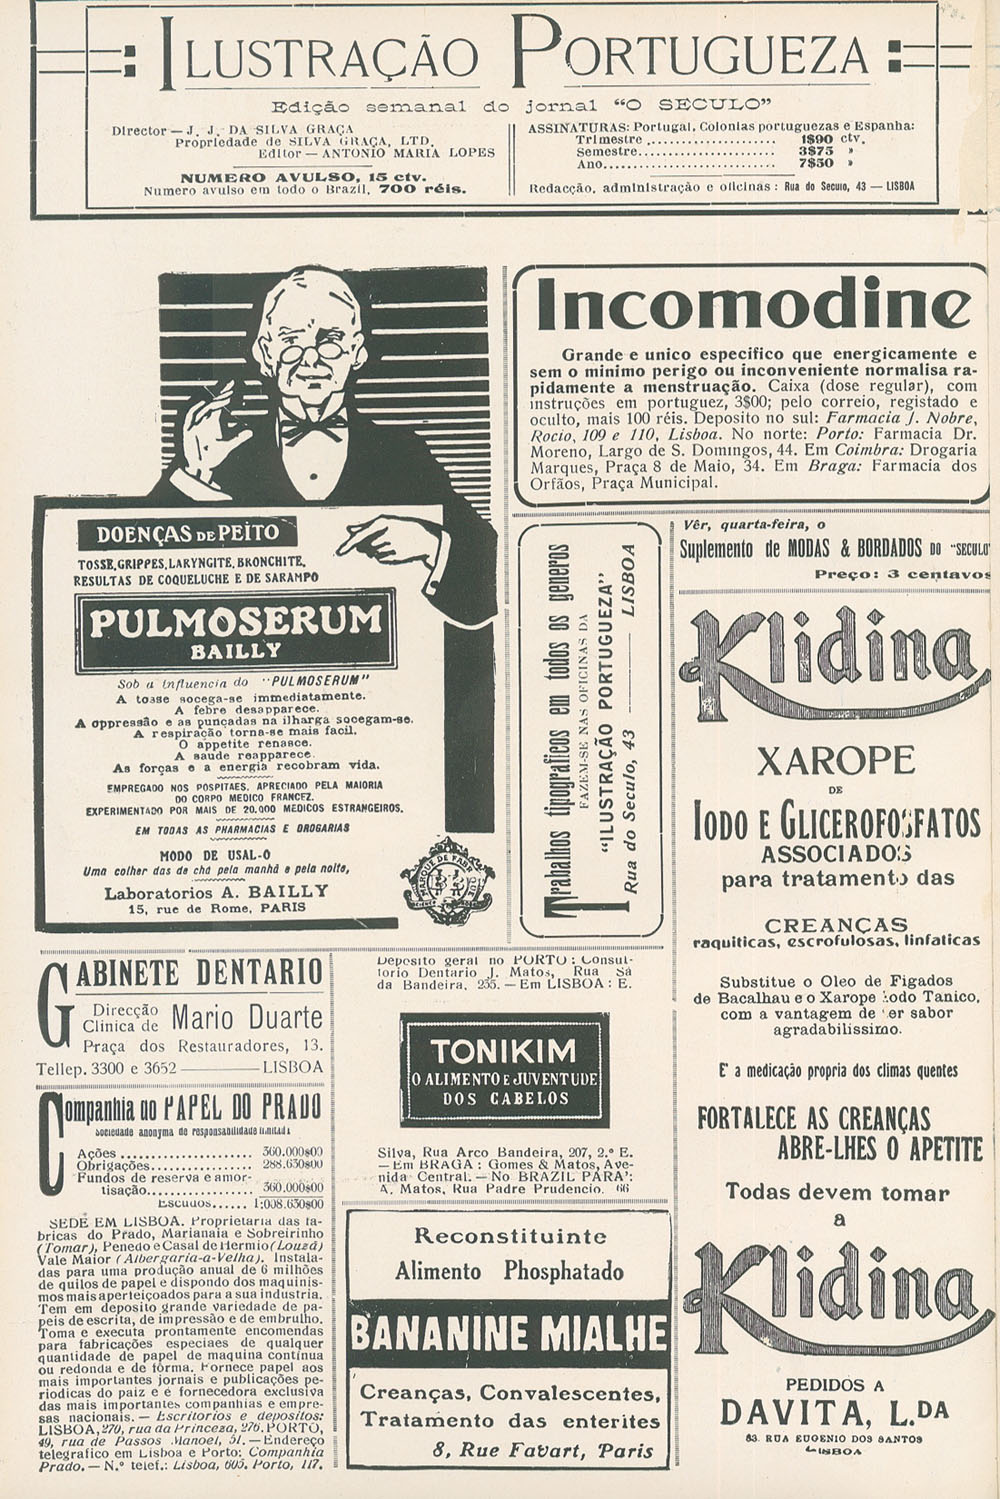 ILUSTRAÇÃO PORTUGUEZA
Edição semanal do jornal "O SECULO"
Director — J. J. DA SILVA GRAÇA
Propriedade de SILVA GRAÇA, LTD.
Editor — ANTONIO MARIA LOPES
NUMERO AVULSO, 15 ctv.
Numero avulso em todo o Brazil, 700 réis.
ASSINATURAS: Portugal, Colonias portuguezas e Espanha:
Trimestre .................... 1$90 ctv.
Semestre...................... 3$75 »
Ano........................... 7$50 »
Redacção, administração e oficinas: Rua do Seculo, 43 — LISBOA
DOENÇAS DE PEITO
TOSSE, GRIPPES, LARYNGITE, BRONCHITE,
RESULTAS DE COQUELUCHE E DE SARAMPO
PULMOSERUM
BAILLY
Sob a influencia do "PULMOSERUM"
A tosse socega-se immediatamente.
A febre desapparece.
A oppressão e as punçadas na ilharga socegam-se.
A respiração torna-se mais facil.
O appetite renasce.
A saude reapparece.
As forças e a energia recobram vida.
EMPREGADO NOS POSPITAES, APRECIADO PELA MAIORIA
DO CORPO MEDICO FRANCEZ.
EXPERIMENTADO POR MAIS DE 20.000 MEDICOS ESTRANGEIROS.
EM TODAS AS PHARMACIAS E DROGARIAS
MODO DE USAL-O
Uma colher das de chá pela manhã e pela noite,
Laboratorios A. BAILLY
15, rue de Rome, PARIS
MARQUE DE FABRIQUE
Incomodine
Grande e unico especifico que energicamente e
sem o minimo perigo ou inconveniente normalisa ra-
pidamente a menstruação. Caixa (dose regular), com
instruções em portuguez, 3$00; pelo correio, registado e
oculto, mais 100 réis. Deposito no sul: Farmacia J. Nobre,
Rocio, 109 e 110, Lisboa. No norte: Porto: Farmacia Dr.
Moreno, Largo de S. Domingos, 44. Em Coimbra: Drogaria
Marques, Praça 8 de Maio, 34. Em Braga: Farmacia dos
Orfãos, Praça Municipal.
Trabalhos tipograficos em todos os generos
FAZEM-SE NAS OFICINAS DA
"ILUSTRAÇÃO PORTUGUEZA"
Rua do Seculo, 43 — LISBOA
Vêr, quarta-feira, o
Suplemento de MODAS & BORDADOS DO "SECULO"
Preço: 3 centavos
Klidina
XAROPE
DE
IODO E GLICEROFOSFATOS
ASSOCIADOS
para tratamento das
CREANÇAS
raquiticas, escrofulosas, linfaticas
Substitue o Oleo de Figados
de Bacalhau e o Xarope Iodo Tanico,
com a vantagem de ser sabor
agradabilissimo.
E' a medicação propria dos climas quentes
FORTALECE AS CREANÇAS
ABRE-LHES O APETITE
Todas devem tomar
a
Klidina
PEDIDOS A
DAVITA, L.DA
83. RUA EUGENIO DOS SANTOS
LISBOA
GABINETE DENTARIO
Direcção
Clinica de Mario Duarte
Praça dos Restauradores, 13.
Tellep. 3300 e 3652 — LISBOA
Companhia do PAPEL DO PRADO
sociedade anonyma de responsabilidade limitada
Ações ........................ 360.000$00
Obrigações.................... 288.630$00
Fundos de reserva e amor-
tisação................ 360.000$00
Escudos...... 1:008.630$00
SEDE EM LISBOA. Proprietaria das fa-
bricas do Prado, Marianaia e Sobreirinho
(Tomar), Penedo e Casal de Hermio (Louzã)
Vale Maior (Albergaria-a-Velha). Instala-
das para uma produção anual de 6 milhões
de quilos de papel e dispondo dos maquinis-
mos mais aperfeiçoados para a sua industria.
Tem em deposito grande variedade de pa-
peis de escrita, de impressão e de embrulho.
Toma e executa prontamente encomendas
para fabricações especiaes de qualquer
quantidade de papel de maquina continua
ou redonda e de fôrma. Fornece papel aos
mais importantes jornais e publicações pe-
riodicas do paiz e é fornecedora exclusiva
das mais importantes companhias e empre-
sas nacionais. — Escritorios e depositos:
LISBOA, 270, rua da Princeza, 276. PORTO,
49, rua de Passos Manoel, 51. — Endereço
telegrafico em Lisboa e Porto: Companhia
Prado. — N.º telef.: Lisboa, 605. Porto, 117.
Deposito geral no PORTO: Consul-
torio Dentario J. Matos, Rua Sá
da Bandeira, 235. — Em LISBOA: E.
TONIKIM
O ALIMENTO E JUVENTUDE
DOS CABELOS
Silva, Rua Arco Bandeira, 207, 2.º E.
— Em BRAGA: Gomes & Matos, Ave-
nida Central. — No BRAZIL PARÁ:
A. Matos, Rua Padre Prudencio, 66
Reconstituinte
Alimento Phosphatado
BANANINE MIALHE
Creanças, Convalescentes,
Tratamento das enterites
8, Rue Favart, Paris